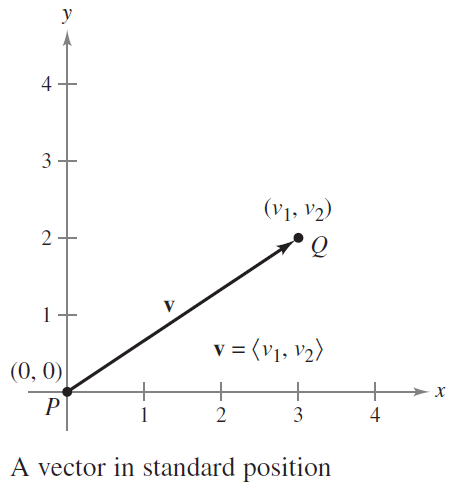 y
4
3
(v₁, v₂)
2
Q
v
1
v = ⟨v₁, v₂⟩
(0, 0)
x
P
1 2 3 4
A vector in standard position